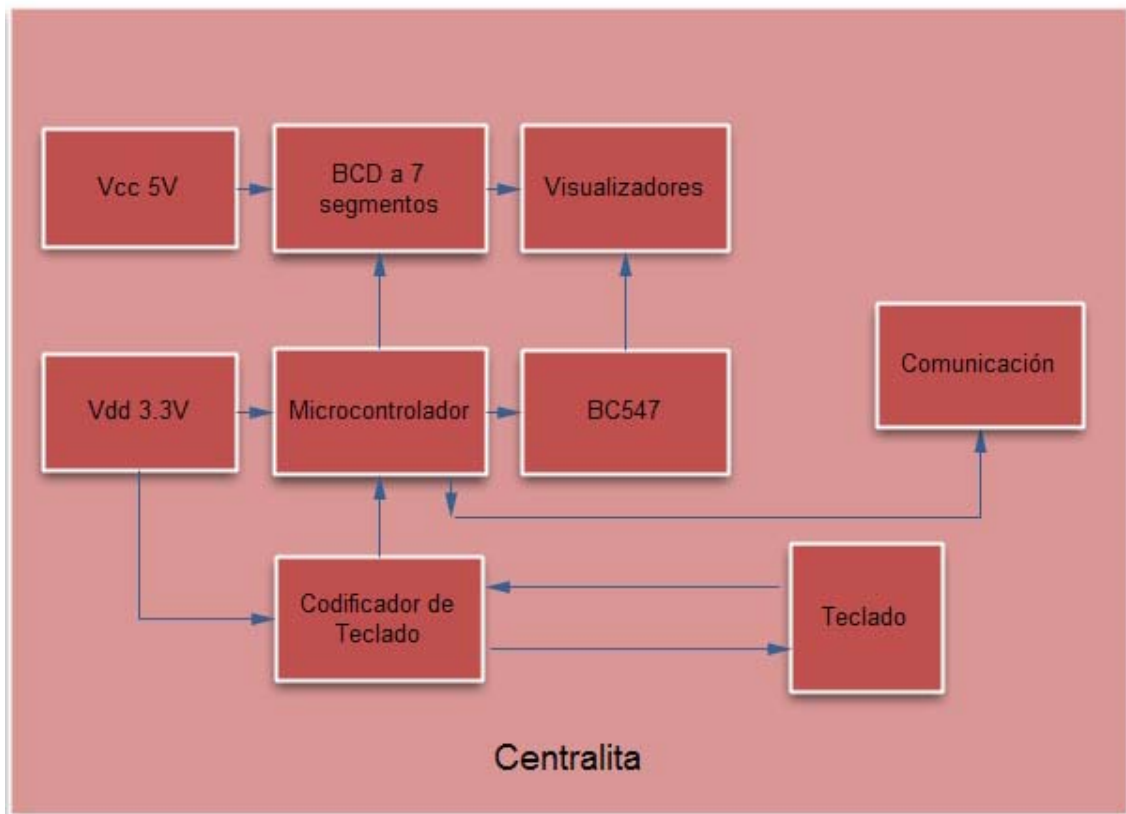 Vcc 5V
BCD a 7
segmentos
Visualizadores
Vdd 3.3V
Microcontrolador
BC547
Comunicación
Codificador de
Teclado
Teclado
Centralita